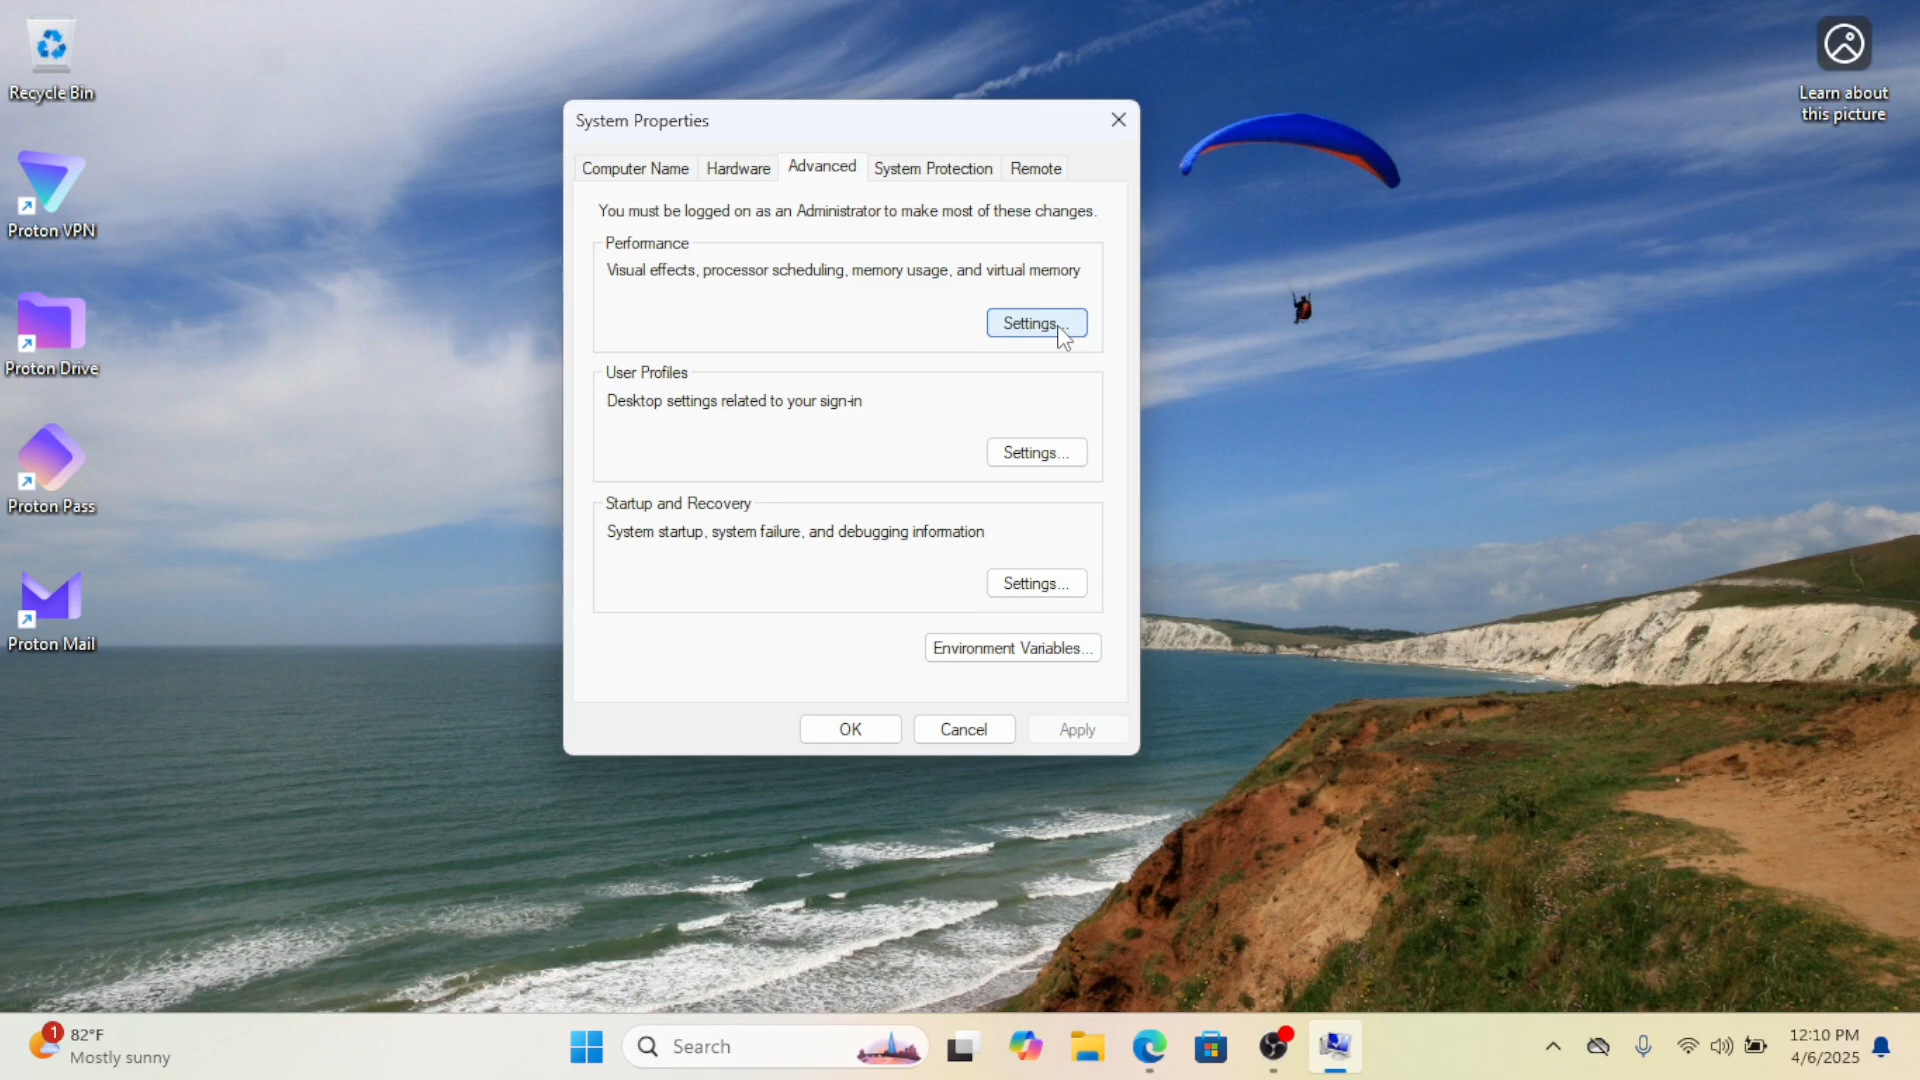 Recycle Bin
Proton VPN
Proton Drive
Proton Pass
Proton Mail
Learn about
this picture
System Properties
Computer Name
Hardware
Advanced
System Protection
Remote
You must be logged on as an Administrator to make most of these changes.
Performance
Visual effects, processor scheduling, memory usage, and virtual memory
Settings...
User Profiles
Desktop settings related to your sign-in
Settings...
Startup and Recovery
System startup, system failure, and debugging information
Settings...
Environment Variables...
OK
Cancel
Apply
1
82°F
Mostly sunny
Search
12:10 PM
4/6/2025